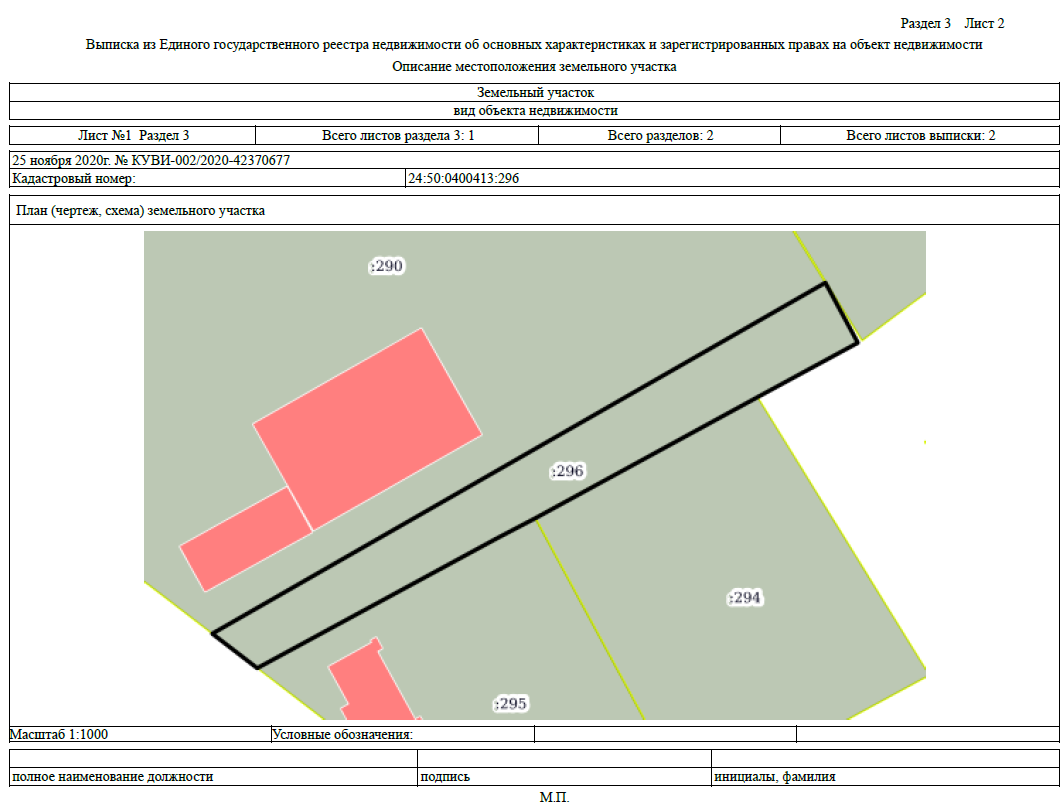 Раздел 3 Лист 2
Выписка из Единого государственного реестра недвижимости об основных характеристиках и зарегистрированных правах на объект недвижимости
Описание местоположения земельного участка
Земельный участок
вид объекта недвижимости
Лист №1 Раздел 3 Всего листов раздела 3: 1 Всего разделов: 2 Всего листов выписки: 2
25 ноября 2020г. № КУВИ-002/2020-42370677
Кадастровый номер: 24:50:0400413:296
План (чертеж, схема) земельного участка
:290
:296
:294
:295
Масштаб 1:1000 Условные обозначения:
полное наименование должности подпись инициалы, фамилия
М.П.